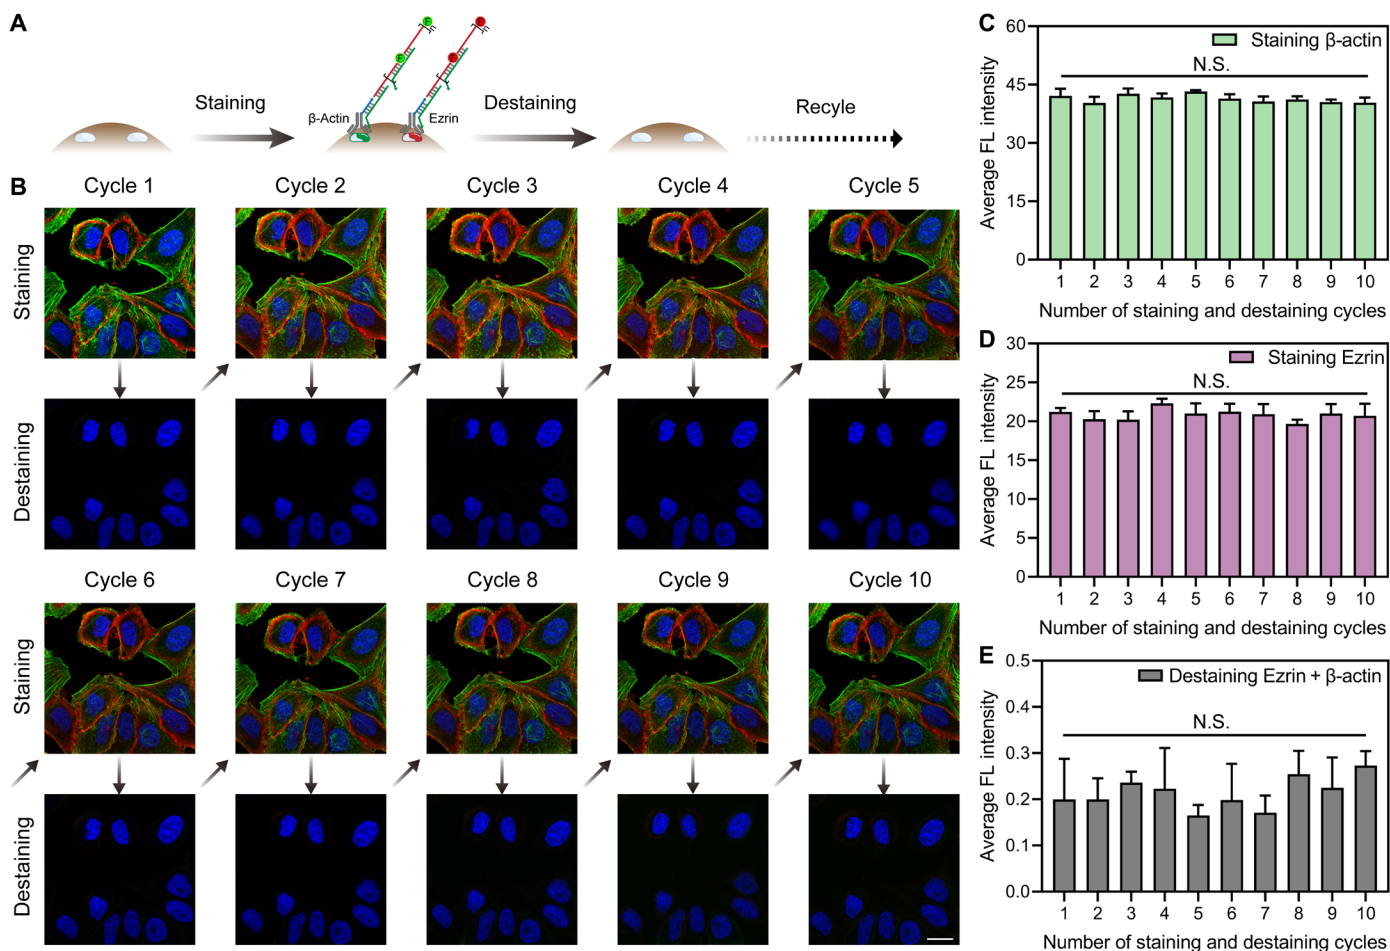 A
Staining
Destaining
Recyle
β-Actin
Ezrin
F
F
F
F
B
Cycle 1
Cycle 2
Cycle 3
Cycle 4
Cycle 5
Staining
Destaining
Cycle 6
Cycle 7
Cycle 8
Cycle 9
Cycle 10
Staining
Destaining
C
Staining β-actin
N.S.
Average FL intensity
60
45
30
15
0
1 2 3 4 5 6 7 8 9 10
Number of staining and destaining cycles
D
Staining Ezrin
N.S.
Average FL intensity
30
25
20
15
10
5
0
1 2 3 4 5 6 7 8 9 10
Number of staining and destaining cycles
E
Destaining Ezrin + β-actin
N.S.
Average FL intensity
0.5
0.4
0.3
0.2
0.1
0.0
1 2 3 4 5 6 7 8 9 10
Number of staining and destaining cycles